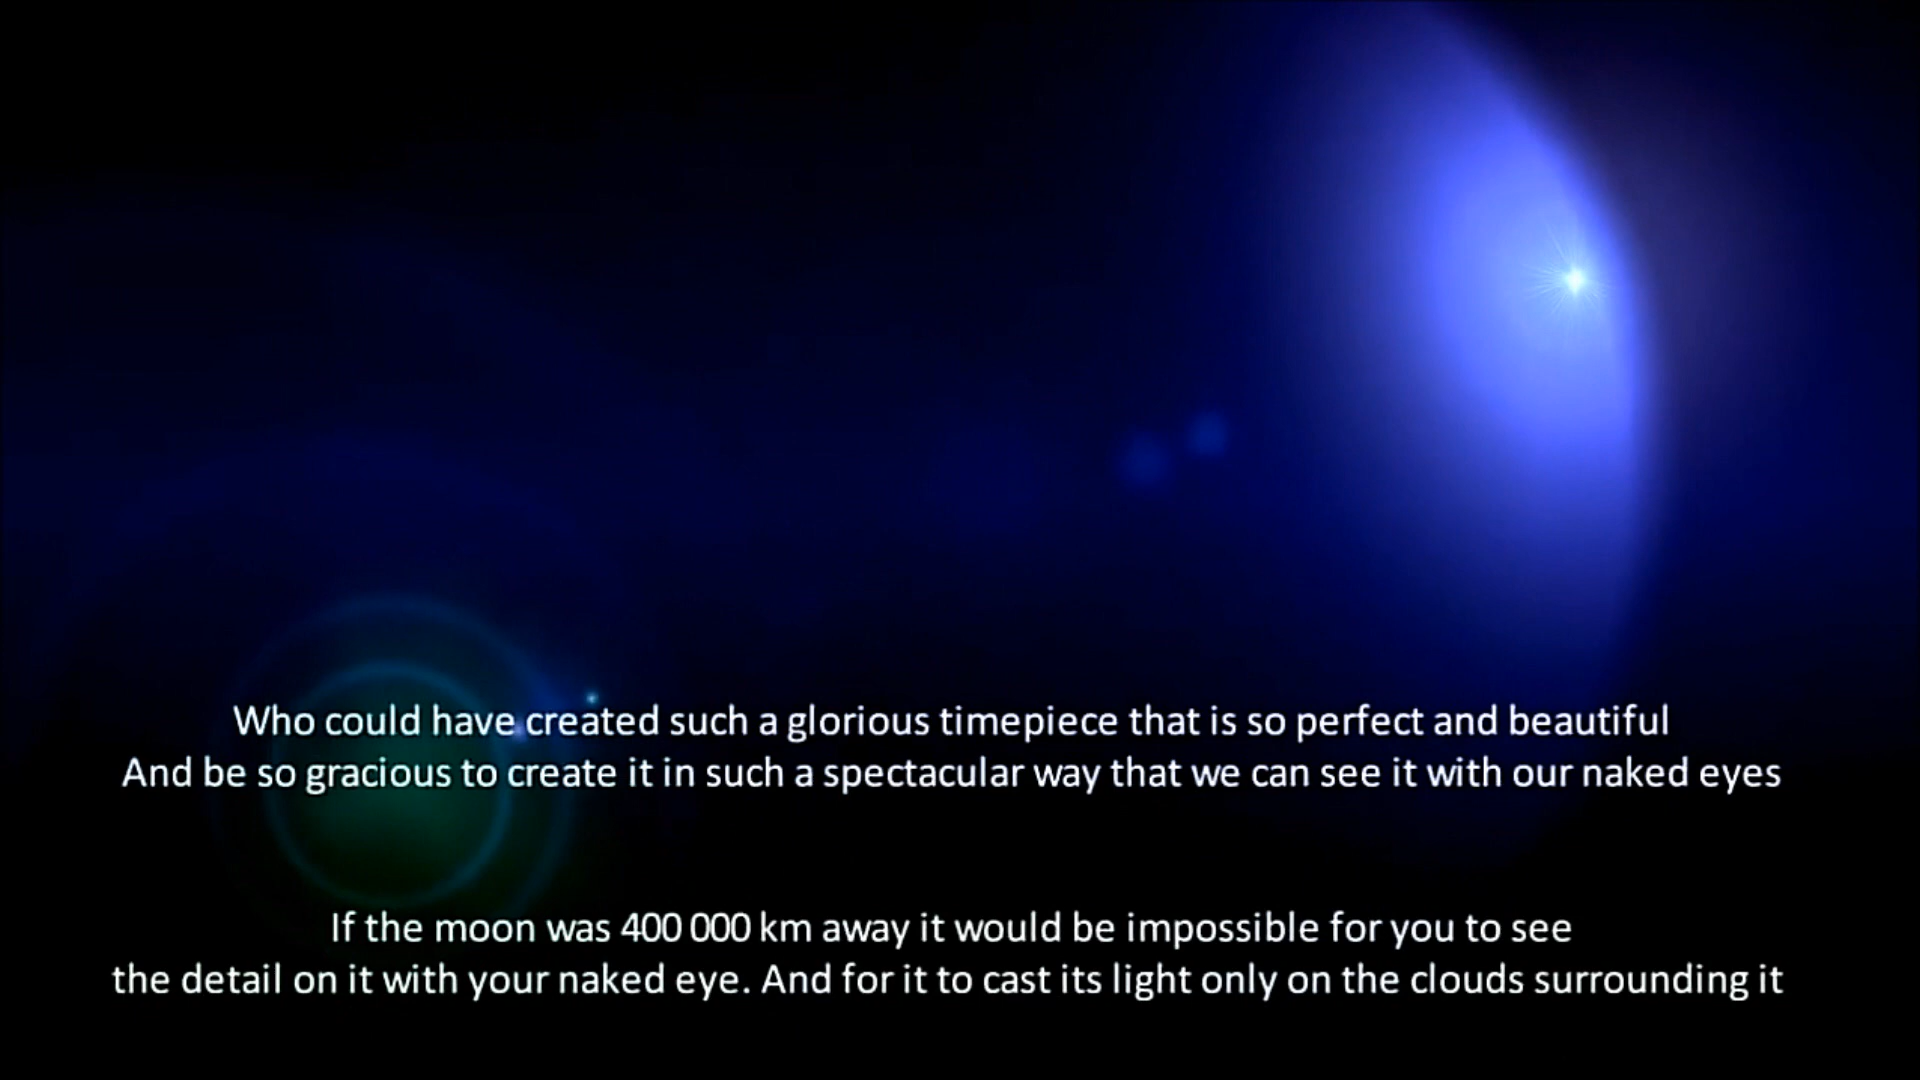 Who could have created such a glorious timepiece that is so perfect and beautiful
And be so gracious to create it in such a spectacular way that we can see it with our naked eyes
If the moon was 400 000 km away it would be impossible for you to see
the detail on it with your naked eye. And for it to cast its light only on the clouds surrounding it